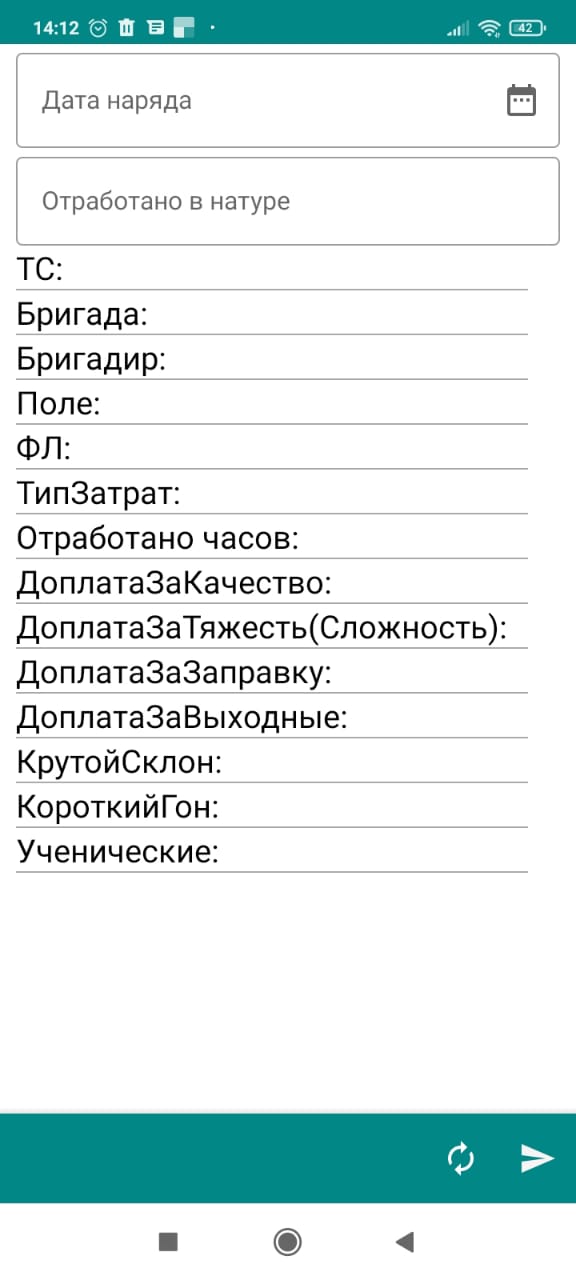 14:12
42
Дата наряда
Отработано в натуре
ТС:
Бригада:
Бригадир:
Поле:
ФЛ:
ТипЗатрат:
Отработано часов:
ДоплатаЗаКачество:
ДоплатаЗаТяжесть(Сложность):
ДоплатаЗаЗаправку:
ДоплатаЗаВыходные:
КрутойСклон:
КороткийГон:
Ученические: